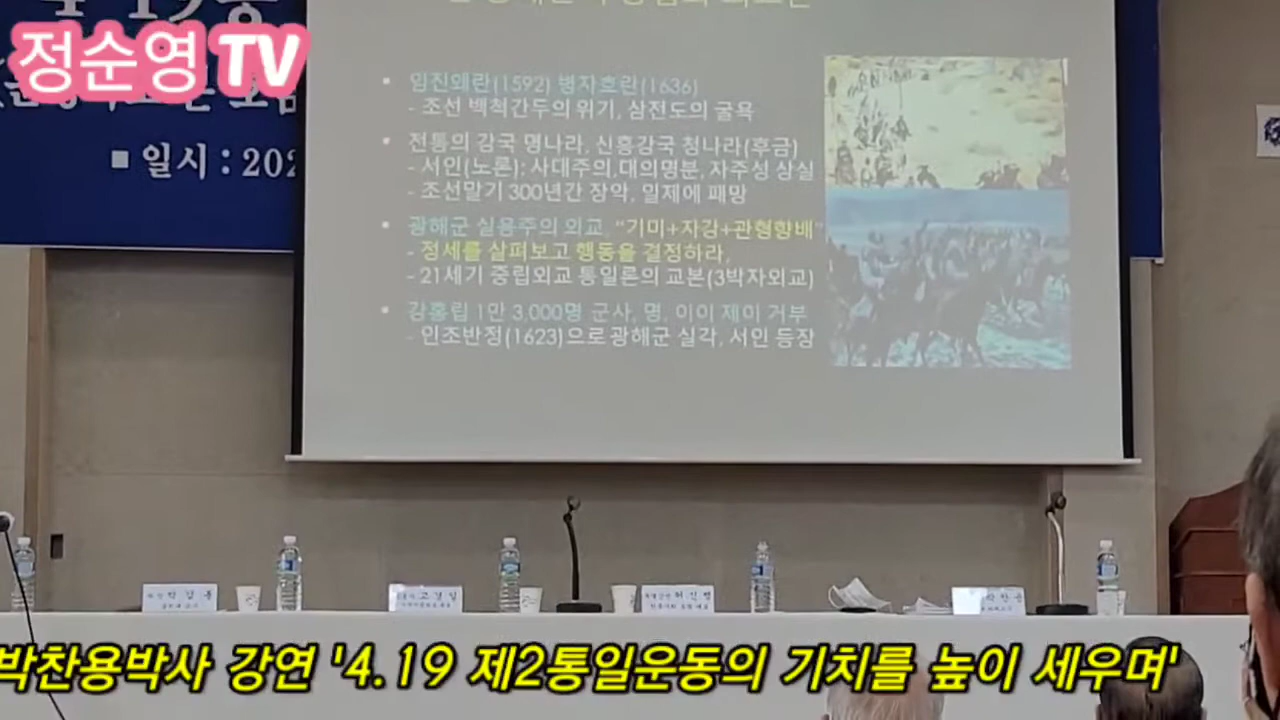 정순영 TV
■ 일시 : 202
• 임진왜란(1592) 병자호란(1636)
- 조선 백척간두의 위기, 삼전도의 굴욕
• 전통의 강국 명나라, 신흥강국 청나라(후금)
- 서인(노론); 사대주의,대의명분, 자주성 상실
- 조선말기 300년간 장악, 일제에 패망
• 광해군 실용주의 외교, "기미+자강+관형향배"
- 정세를 살펴보고 행동을 결정하라,
- 21세기 중립외교 통일론의 교본(3박자외교)
• 강홍립 1만 3,000명 군사, 명, 이이 제이 거부
- 인조반정(1623)으로 광해군 실각, 서인 등장
박찬용박사 강연 '4.19 제2통일운동의 기치를 높이 세우며'